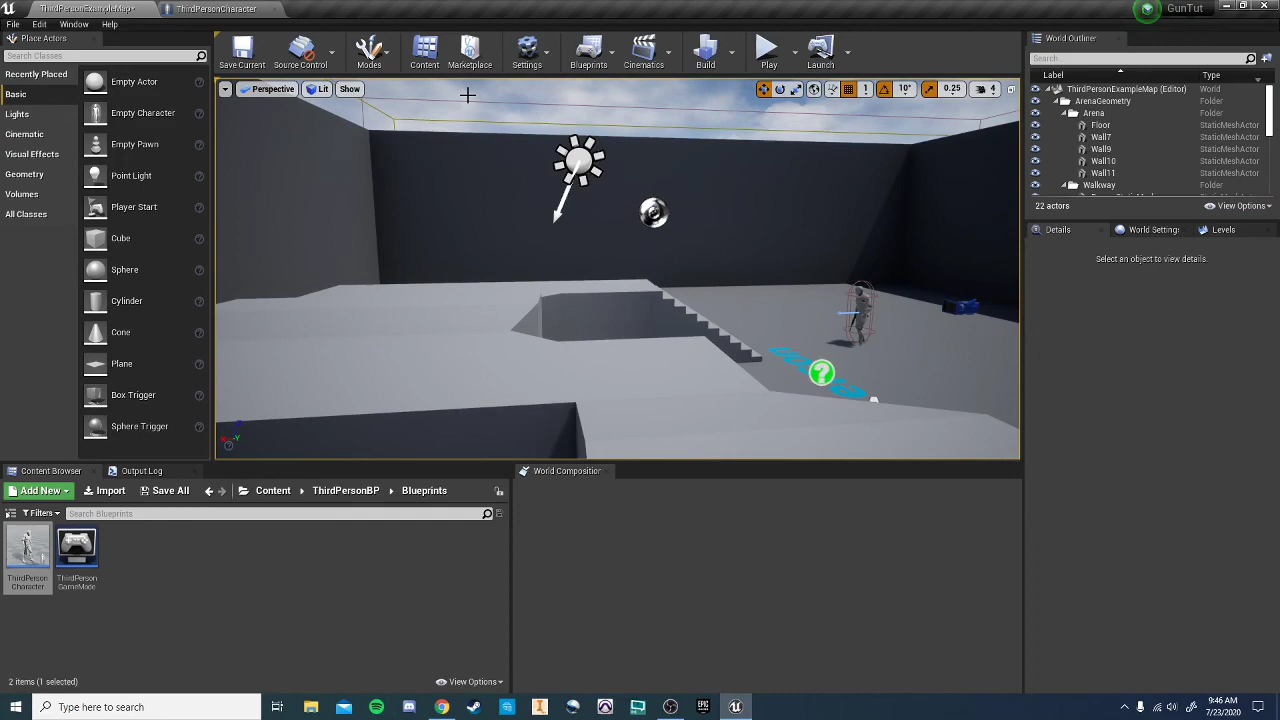 ThirdPersonExampleMap*
ThirdPersonCharacter
GunTut
File Edit Window Help
Place Actors
Search Classes
Recently Placed
Basic
Lights
Cinematic
Visual Effects
Geometry
Volumes
All Classes
Empty Actor
Empty Character
Empty Pawn
Point Light
Player Start
Cube
Sphere
Cylinder
Cone
Plane
Box Trigger
Sphere Trigger
Save Current Source Control Modes Content Marketplace Settings Blueprints Cinematics Build Play Launch
Perspective Lit Show
1 10° 0.25 4
World Outliner
Search...
Label Type
ThirdPersonExampleMap (Editor) World
ArenaGeometry Folder
Arena Folder
Floor StaticMeshActor
Wall7 StaticMeshActor
Wall9 StaticMeshActor
Wall10 StaticMeshActor
Wall11 StaticMeshActor
Walkway Folder
22 actors View Options
Details World Settings Levels
Select an object to view details.
Content Browser Output Log
Add New Import Save All Content ThirdPersonBP Blueprints
Filters Search Blueprints
ThirdPerson
Character
ThirdPerson
GameMode
2 items (1 selected) View Options
World Composition
-Y
Type here to search
9:46 AM
7/23/2020